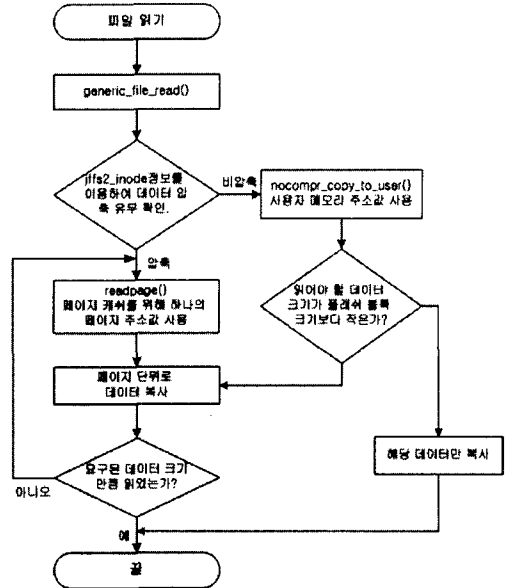 파일 읽기
generic_file_read()
jffs2_inode정보를
이용하여 데이터 압
축 유무 확인.
비압축
nocompr_copy_to_user()
사용자 메모리 주소값 사용
압축
readpage()
페이지 캐쉬를 위해 하나의
페이지 주소값 사용
읽어야 할 데이터
크기가 플래쉬 블록
크기보다 작은가?
페이지 단위로
데이터 복사
요구된 데이터 크기
만큼 읽었는가?
아니오
해당 데이터만 복사
예
끝